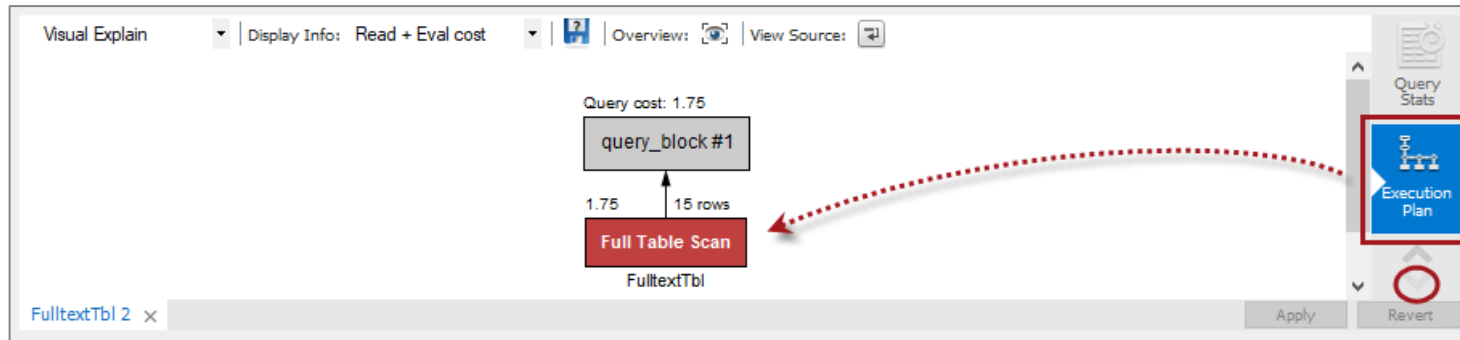 Visual Explain Display Info: Read + Eval cost Overview: View Source:
Query
Stats
Query cost: 1.75
query_block #1
1.75 15 rows
Full Table Scan
FulltextTbl
Execution
Plan
FulltextTbl 2
Apply Revert